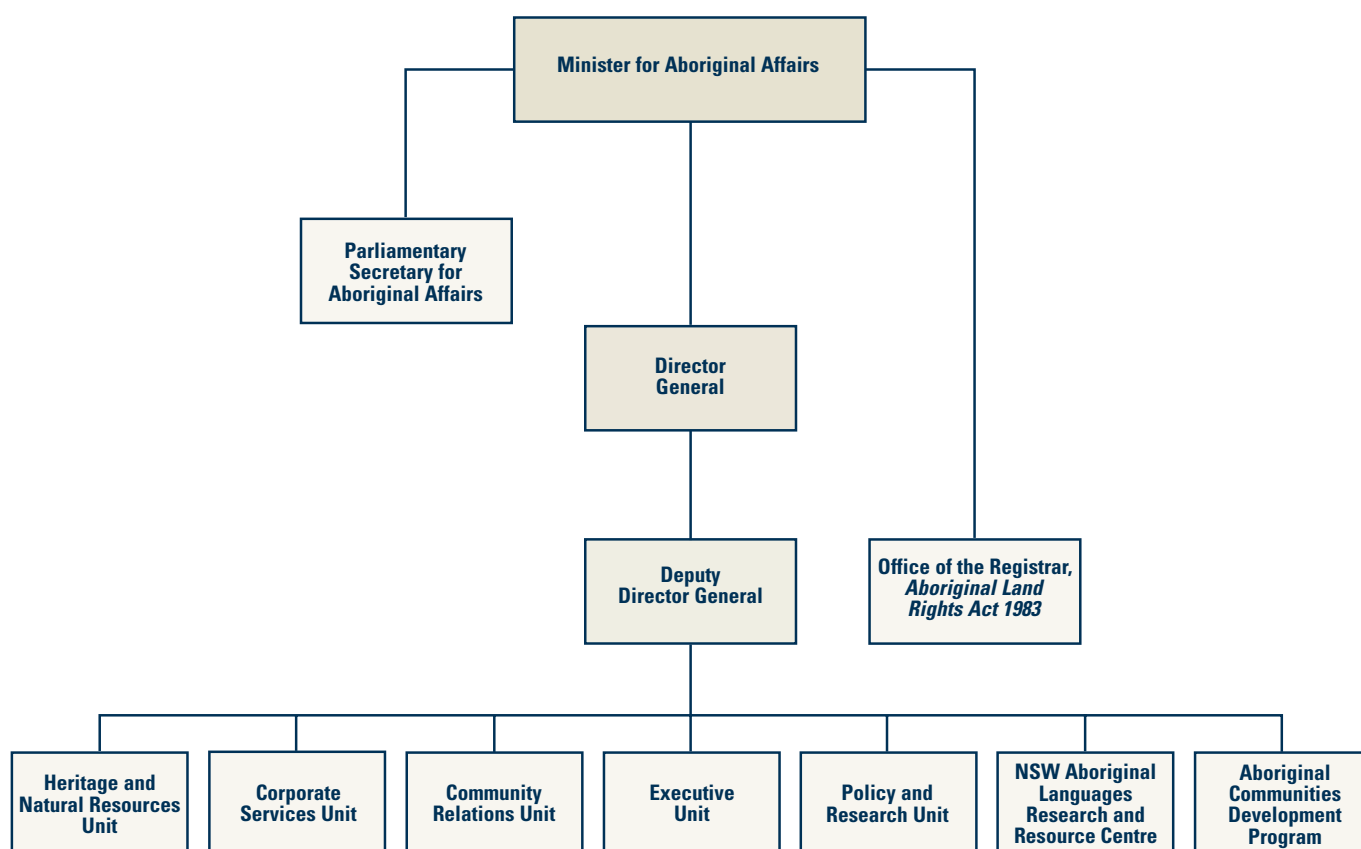 Minister for Aboriginal Affairs
Parliamentary
Secretary for
Aboriginal Affairs
Director
General
Deputy
Director General
Office of the Registrar,
Aboriginal Land
Rights Act 1983
Heritage and
Natural Resources
Unit
Corporate
Services Unit
Community
Relations Unit
Executive
Unit
Policy and
Research Unit
NSW Aboriginal
Languages
Research and
Resource Centre
Aboriginal
Communities
Development
Program